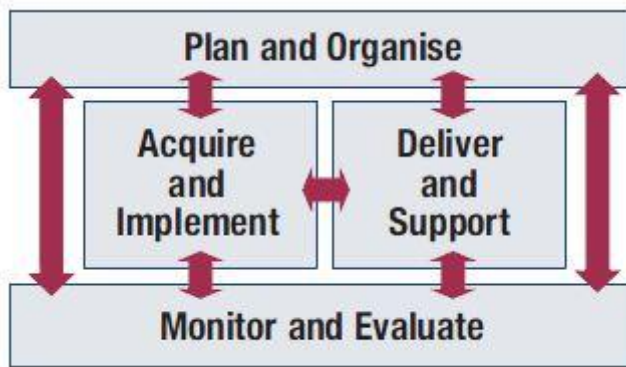 Plan and Organise
Acquire
and
Implement
Deliver
and
Support
Monitor and Evaluate